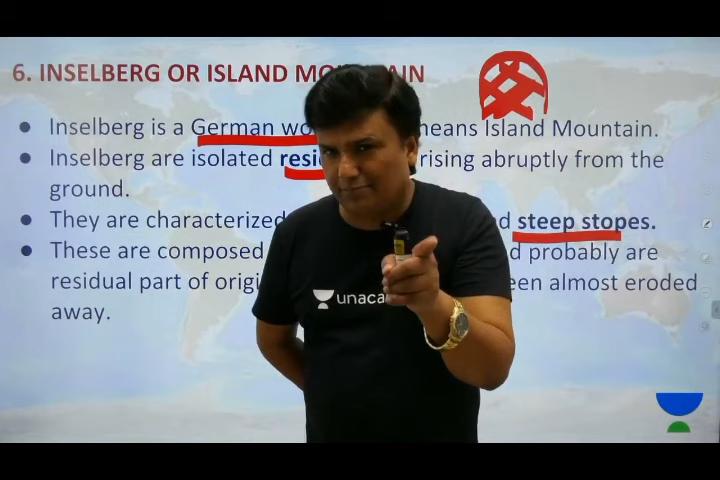 6. INSELBERG OR ISLAND MOUNTAIN
● Inselberg is a German wo means Island Mountain.
● Inselberg are isolated resi rising abruptly from the
ground.
● They are characterized d steep stopes.
● These are composed d probably are
residual part of origi een almost eroded
away.
unaca